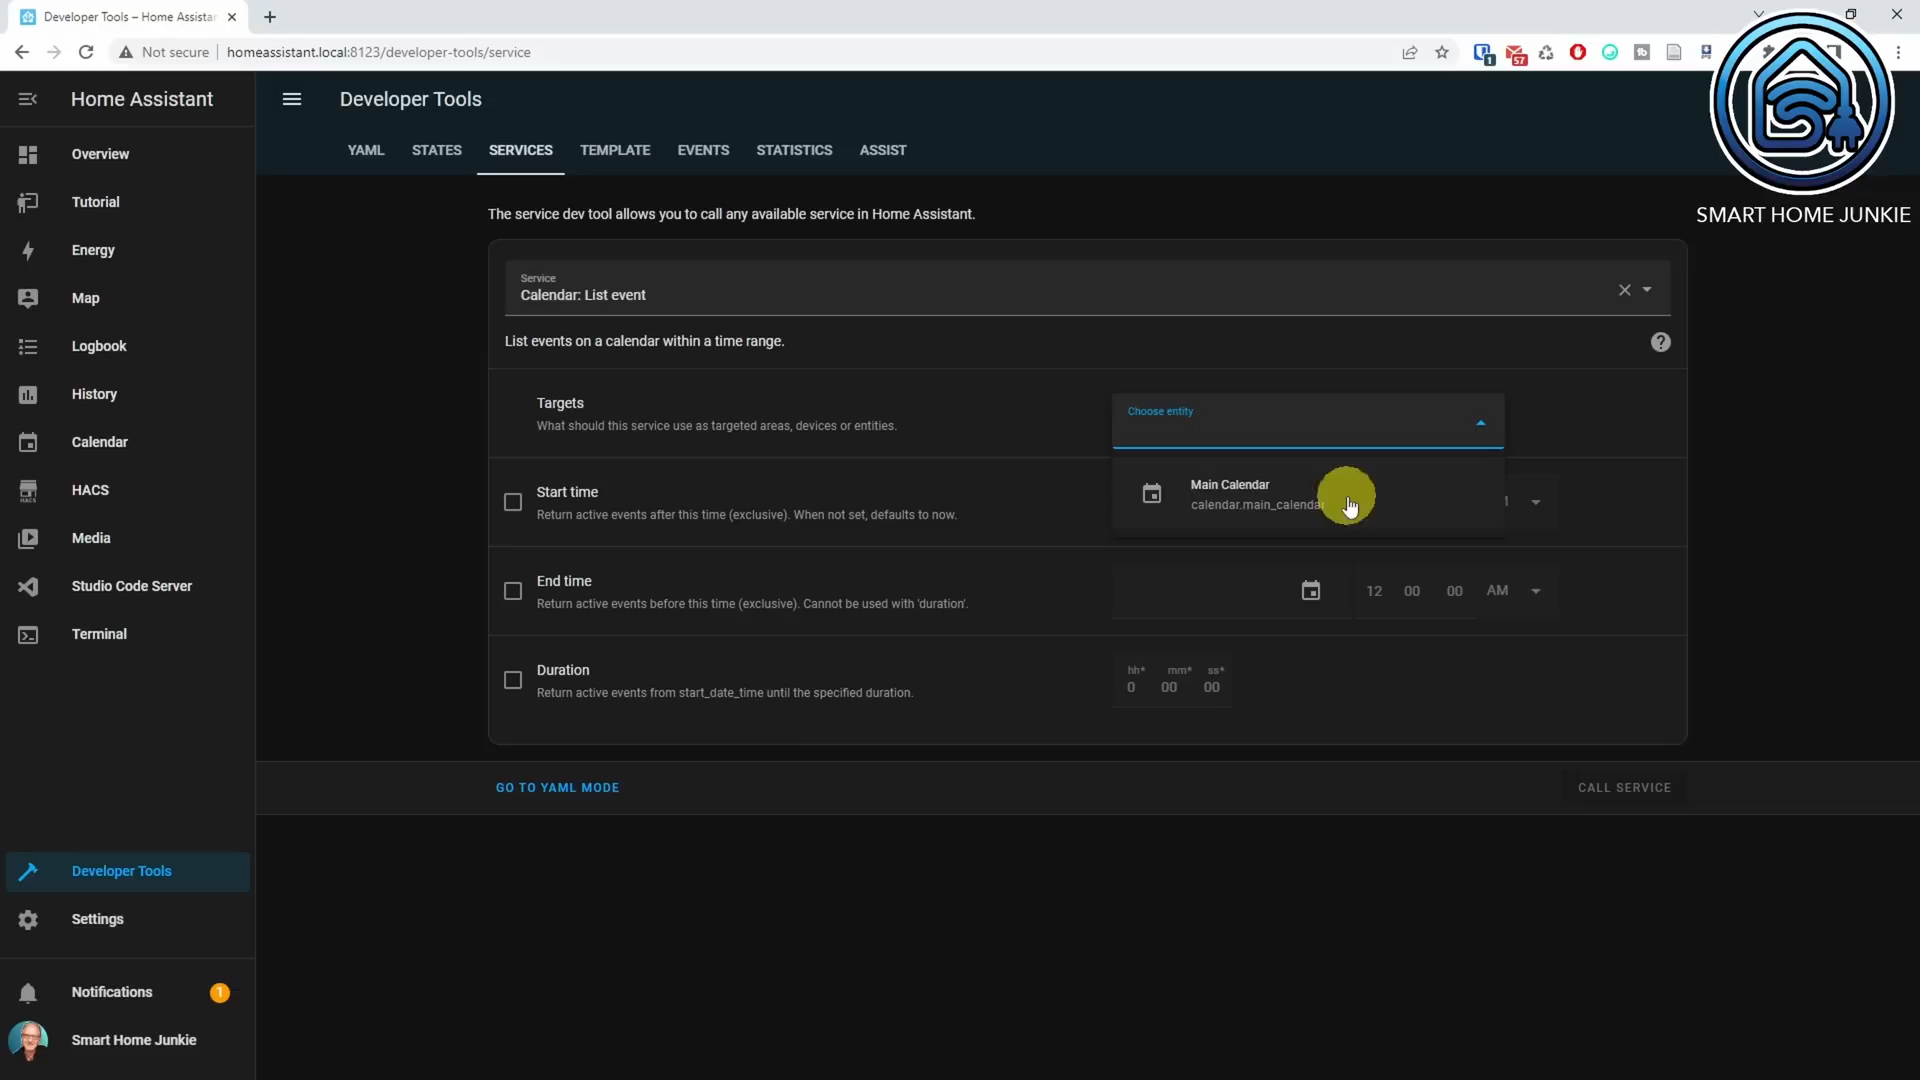 Developer Tools – Home Assistan
Not secure
homeassistant.local:8123/developer-tools/service
1
57
Home Assistant
Developer Tools
YAML
STATES
SERVICES
TEMPLATE
EVENTS
STATISTICS
ASSIST
SMART HOME JUNKIE
Overview
Tutorial
Energy
Map
Logbook
History
Calendar
HACS
HACS
Media
Studio Code Server
Terminal
Developer Tools
Settings
Notifications
1
Smart Home Junkie
The service dev tool allows you to call any available service in Home Assistant.
Service
Calendar: List event
List events on a calendar within a time range.
Targets
What should this service use as targeted areas, devices or entities.
Choose entity
Main Calendar
calendar.main_calendar
Start time
Return active events after this time (exclusive). When not set, defaults to now.
End time
Return active events before this time (exclusive). Cannot be used with 'duration'.
12 00 00 AM
Duration
Return active events from start_date_time until the specified duration.
hh* mm* ss*
0 00 00
GO TO YAML MODE
CALL SERVICE